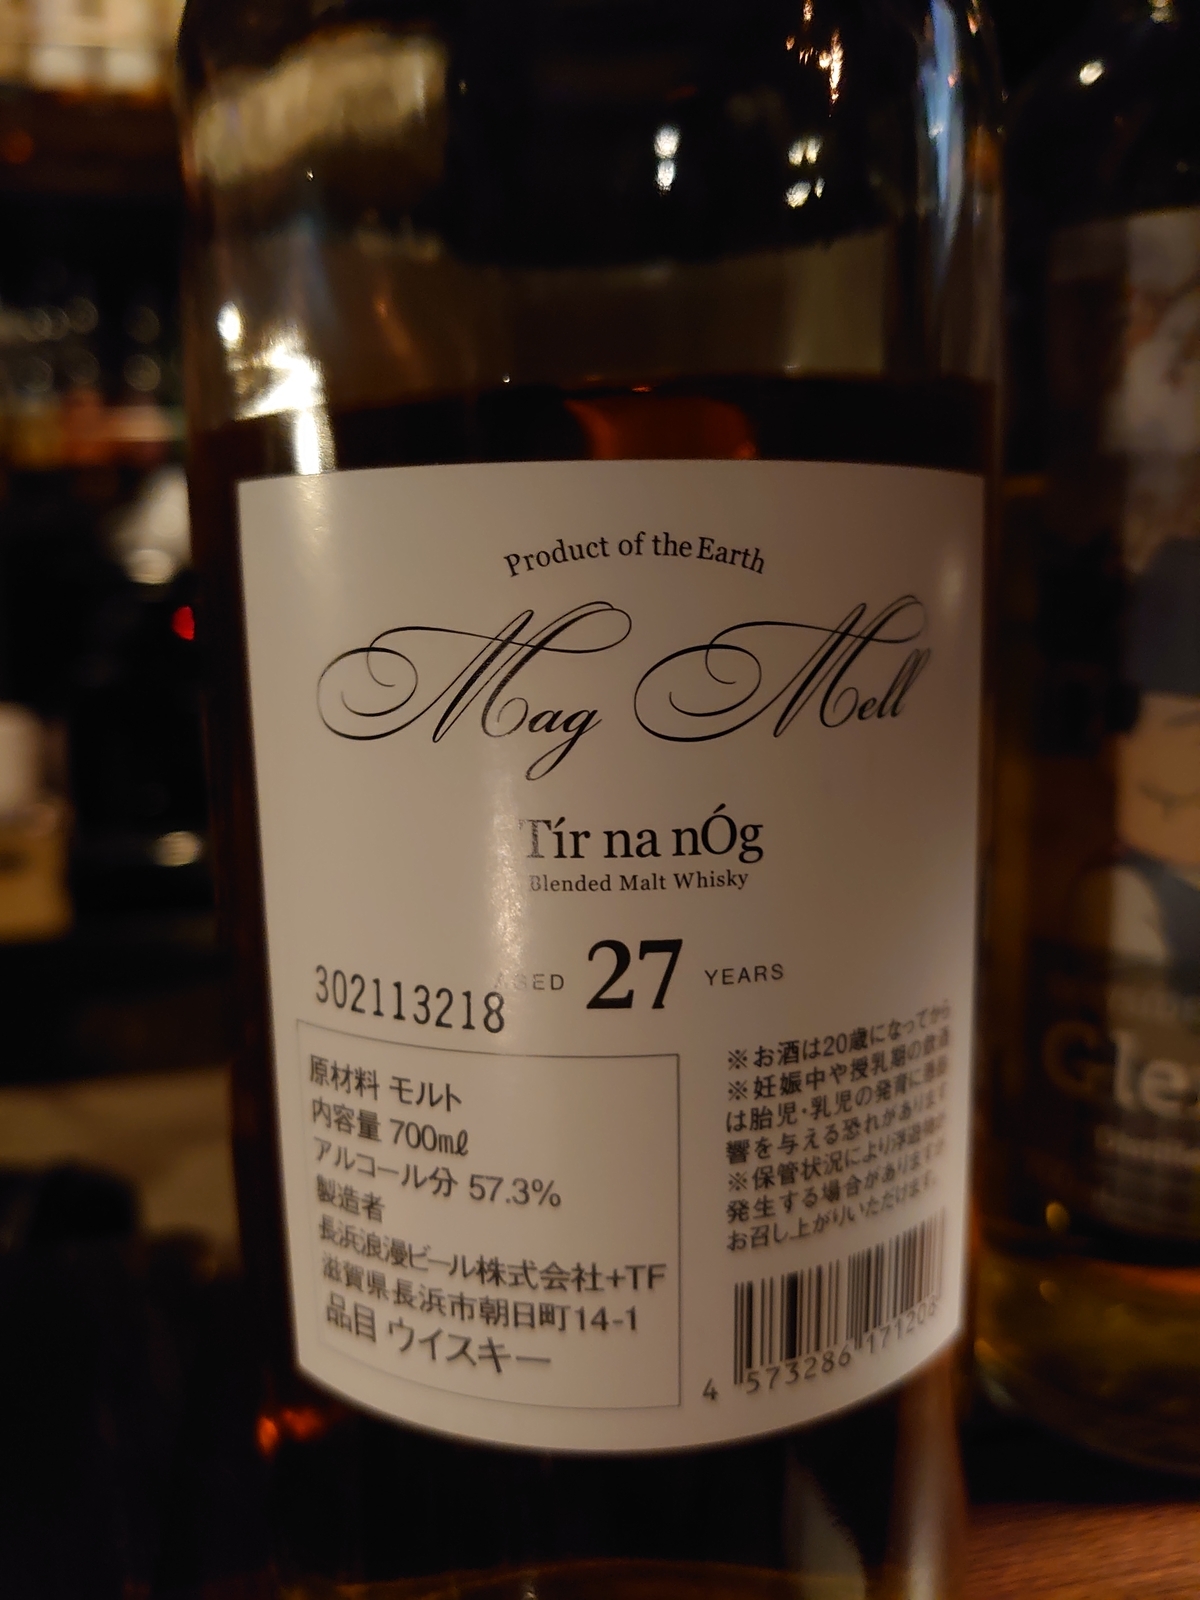 Product of the Earth
Mag Mell
Tír na nÓg
Blended Malt Whisky
AGED 27 YEARS
302113218
原材料 モルト
内容量 700㎖
アルコール分 57.3%
製造者
長浜浪漫ビール株式会社+TF
滋賀県長浜市朝日町14-1
品目 ウイスキー
※お酒は20歳になってから
※妊娠中や授乳期の飲酒
は胎児・乳児の発育に悪影
響を与える恐れがあります
※保管状況により浮遊物が
発生する場合がありますが、
お召し上がりいただけます。
4 573286 171206